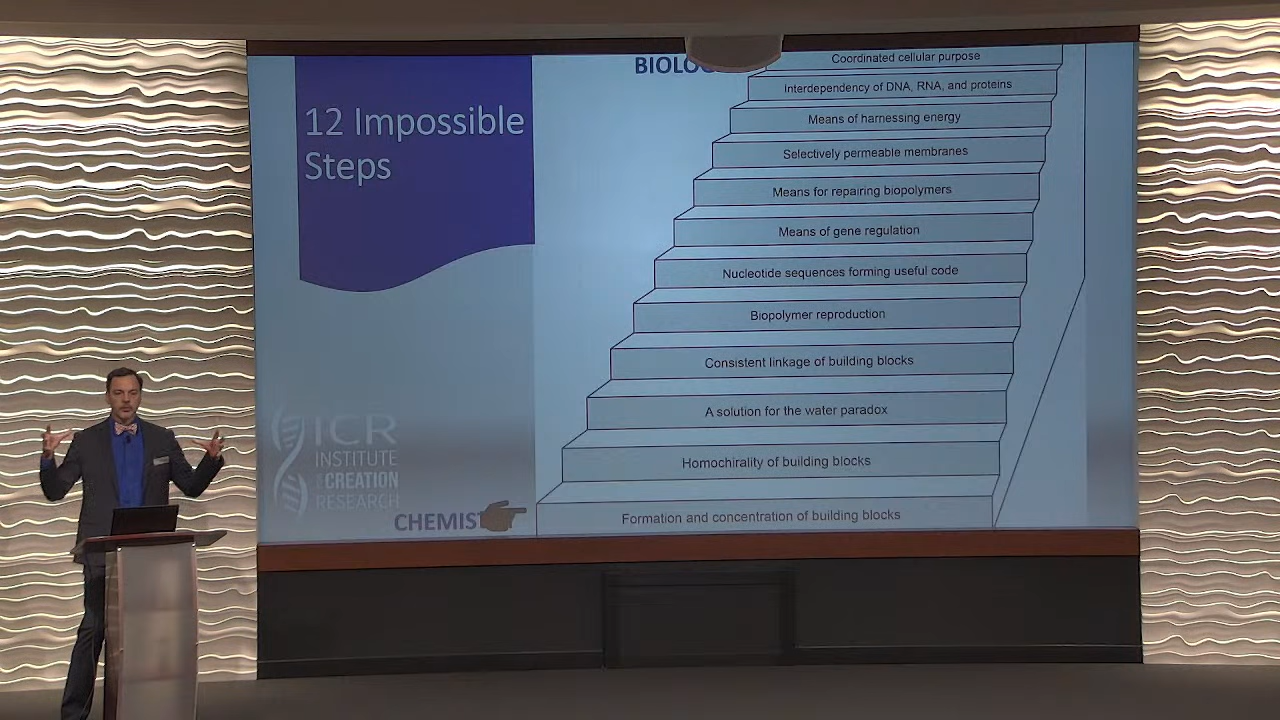 12 Impossible
Steps
BIOLO
Coordinated cellular purpose
Interdependency of DNA, RNA, and proteins
Means of harnessing energy
Selectively permeable membranes
Means for repairing biopolymers
Means of gene regulation
Nucleotide sequences forming useful code
Biopolymer reproduction
Consistent linkage of building blocks
A solution for the water paradox
Homochirality of building blocks
Formation and concentration of building blocks
CHEMIS
ICR
INSTITUTE
CREATION
RESEARCH